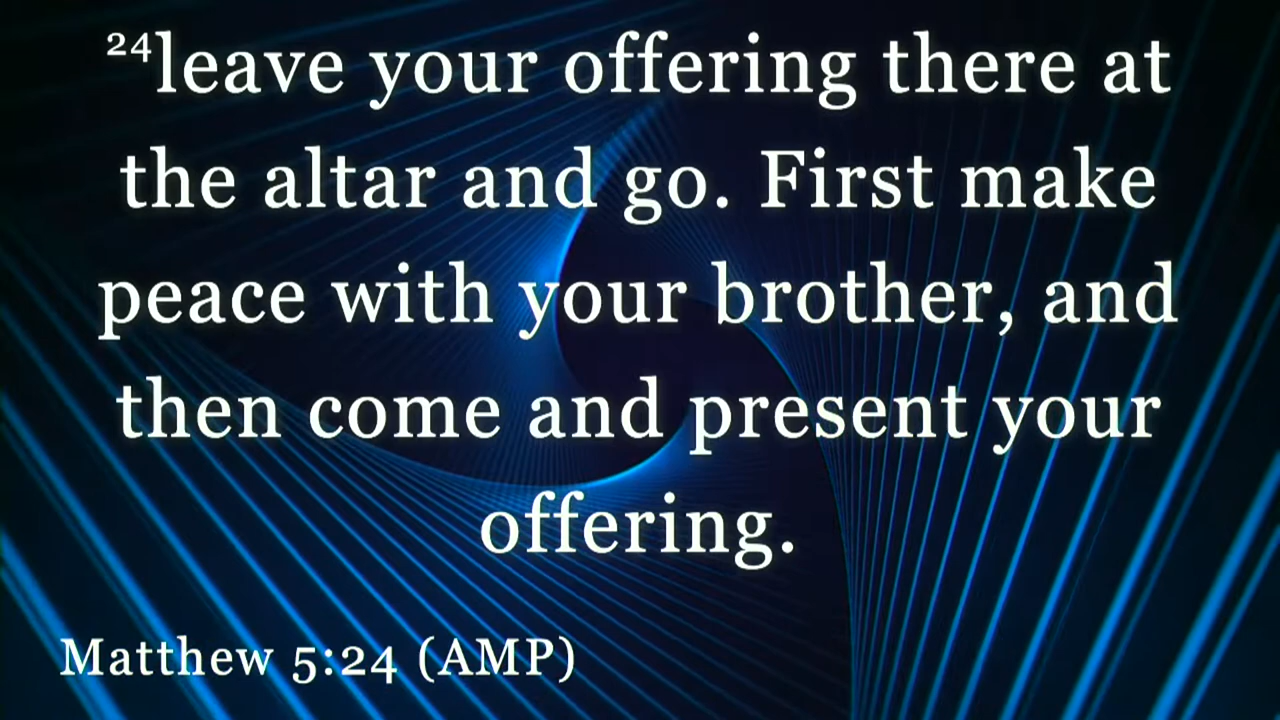 ²⁴leave your offering there at
the altar and go. First make
peace with your brother, and
then come and present your
offering.
Matthew 5:24 (AMP)